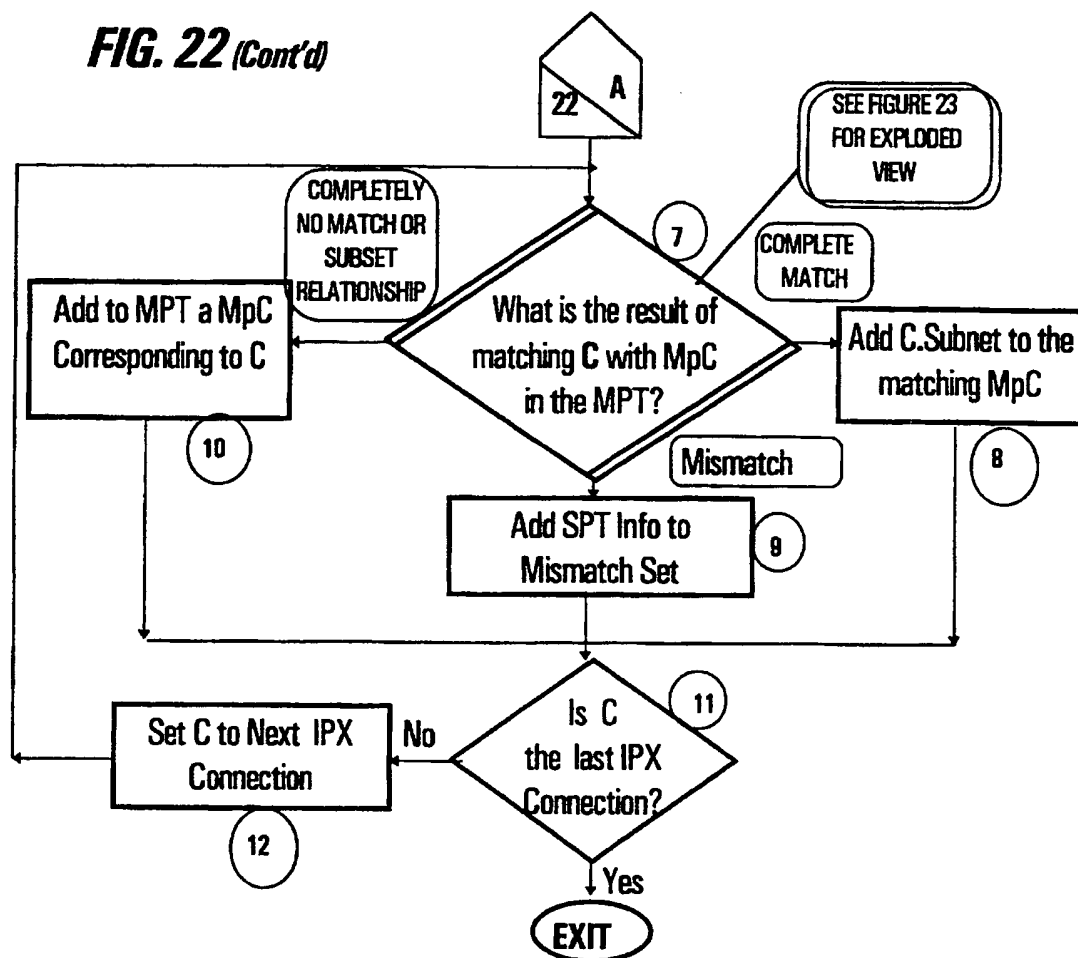 FIG. 22 (Cont'd)
22
A
SEE FIGURE 23
FOR EXPLODED
VIEW
COMPLETELY
NO MATCH OR
SUBSET
RELATIONSHIP
7
COMPLETE
MATCH
Add to MPT a MpC
Corresponding to C
10
What is the result of
matching C with MpC
in the MPT?
Add C.Subnet to the
matching MpC
8
Mismatch
Add SPT Info to
Mismatch Set
9
Is C
the last IPX
Connection?
11
No
Set C to Next IPX
Connection
12
Yes
EXIT